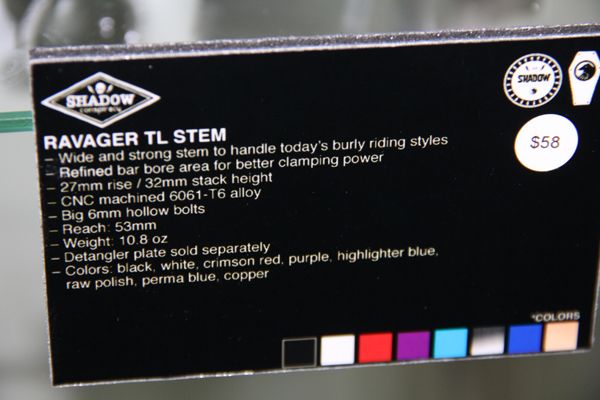 SHADOW
conspiracy
SHADOW
$58
RAVAGER TL STEM
– Wide and strong stem to handle today's burly riding styles
– Refined bar bore area for better clamping power
– 27mm rise / 32mm stack height
– CNC machined 6061-T6 alloy
– Big 6mm hollow bolts
– Reach: 53mm
– Weight: 10.8 oz
– Detangler plate sold separately
– Colors: black, white, crimson red, purple, highlighter blue,
raw polish, perma blue, copper
*COLORS